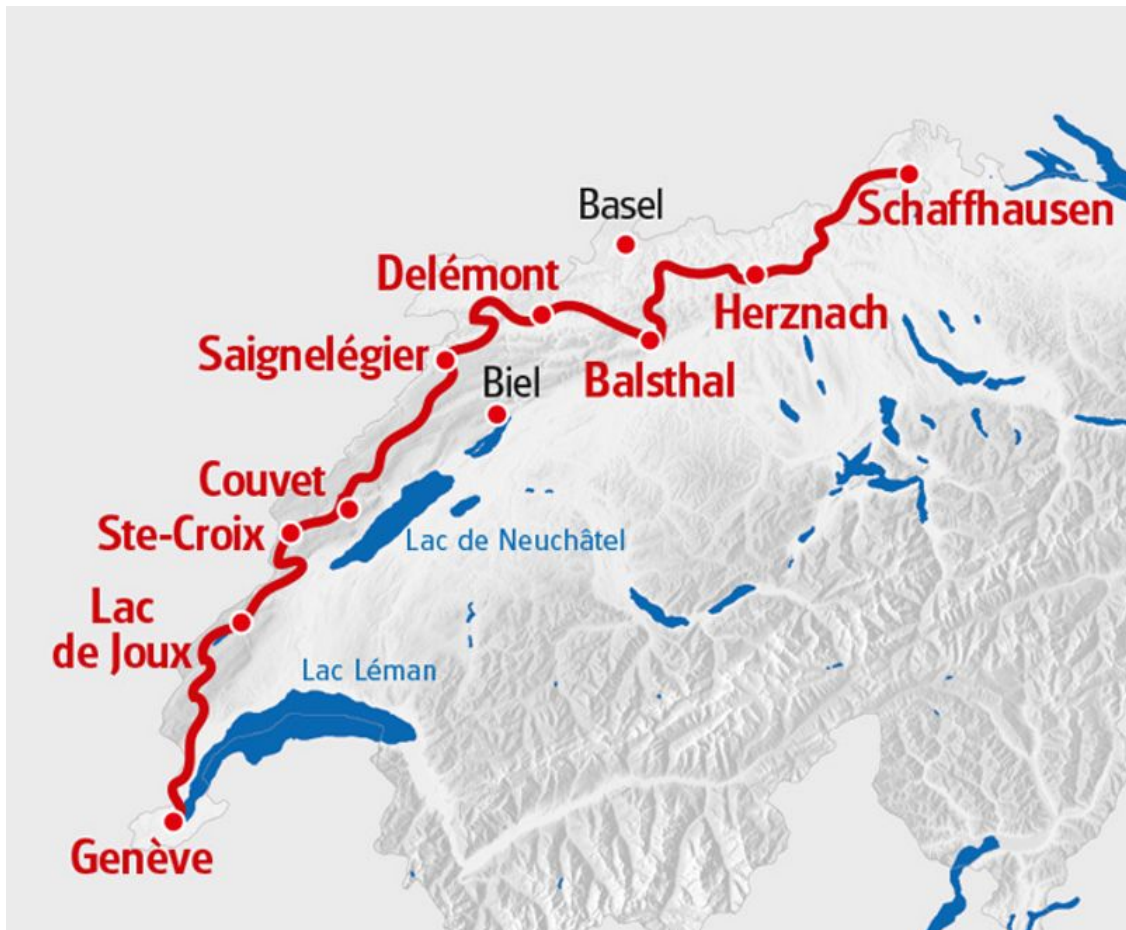 Basel
Schaffhausen
Delémont
Herznach
Saignelégier
Biel
Balsthal
Couvet
Ste-Croix
Lac de Neuchâtel
Lac
de Joux
Lac Léman
Genève